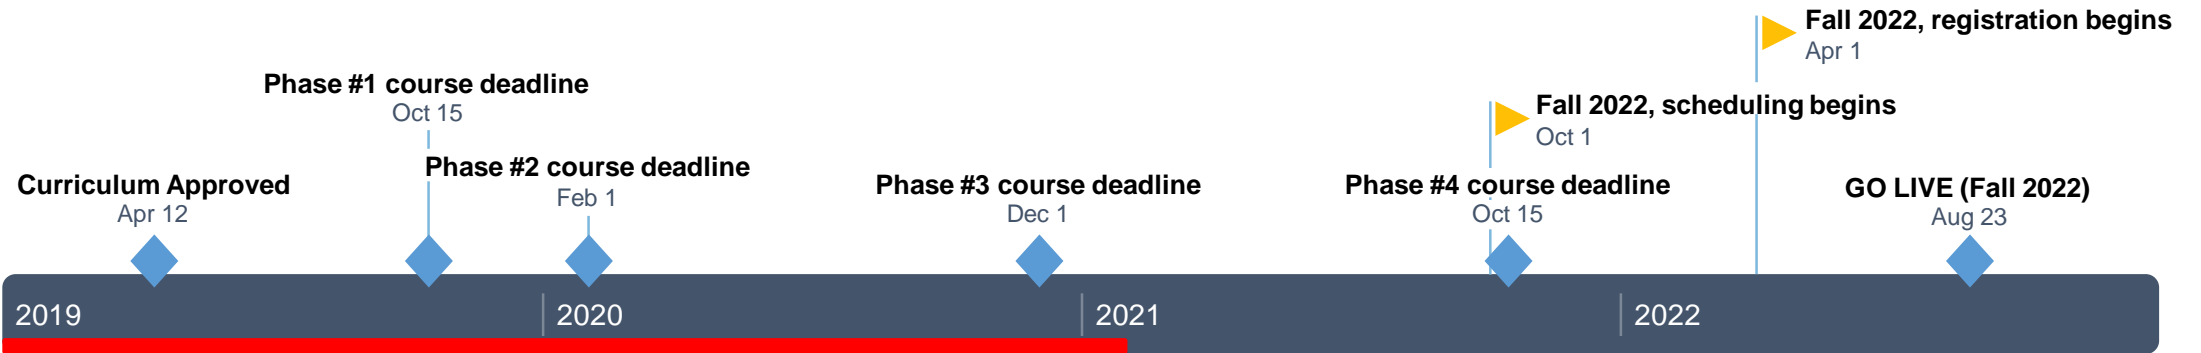 Fall 2022, registration begins
Apr 1
Phase #1 course deadline
Oct 15
Fall 2022, scheduling begins
Oct 1
Phase #2 course deadline
Feb 1
Curriculum Approved
Apr 12
Phase #3 course deadline
Dec 1
Phase #4 course deadline
Oct 15
GO LIVE (Fall 2022)
Aug 23
2019
2020
2021
2022